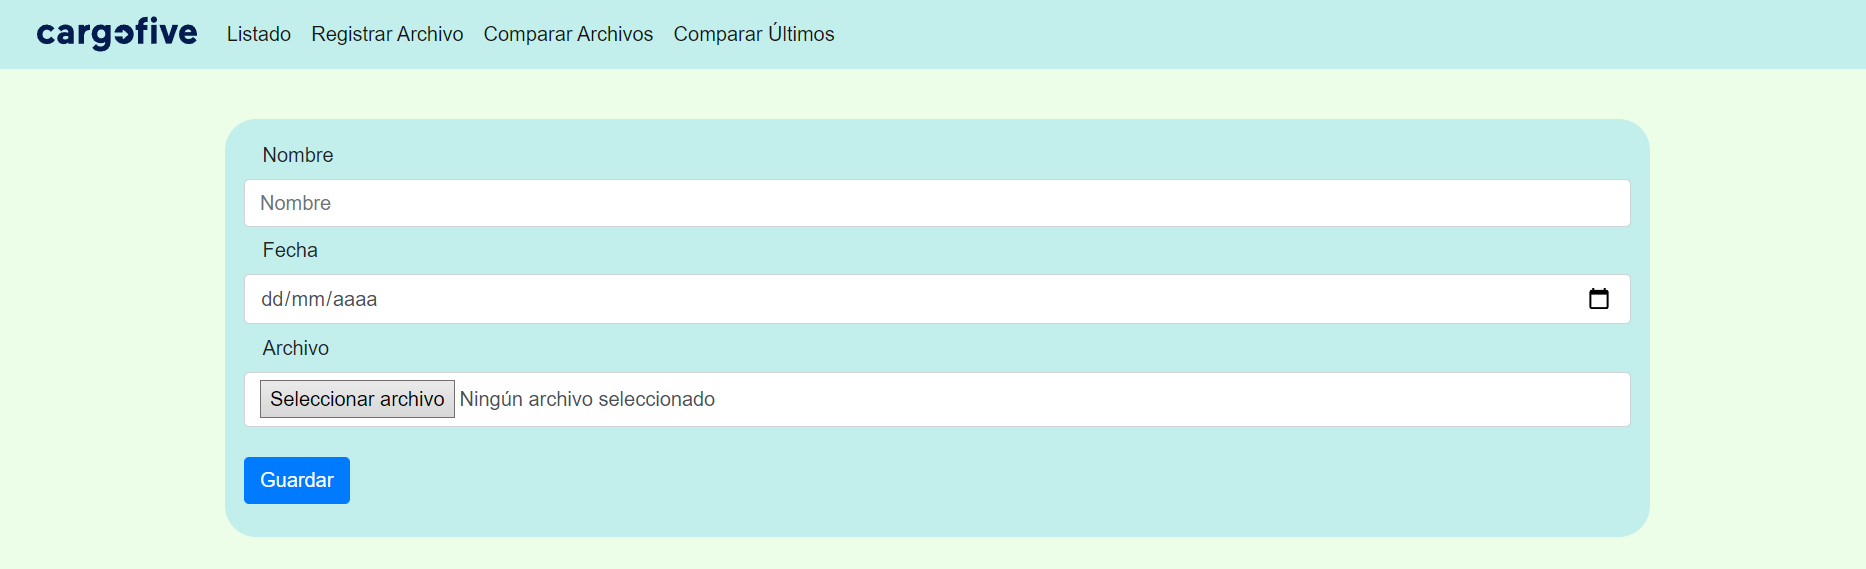 cargofive Listado Registrar Archivo Comparar Archivos Comparar Últimos
Nombre
Nombre
Fecha
dd/mm/aaaa
Archivo
Seleccionar archivo Ningún archivo seleccionado
Guardar